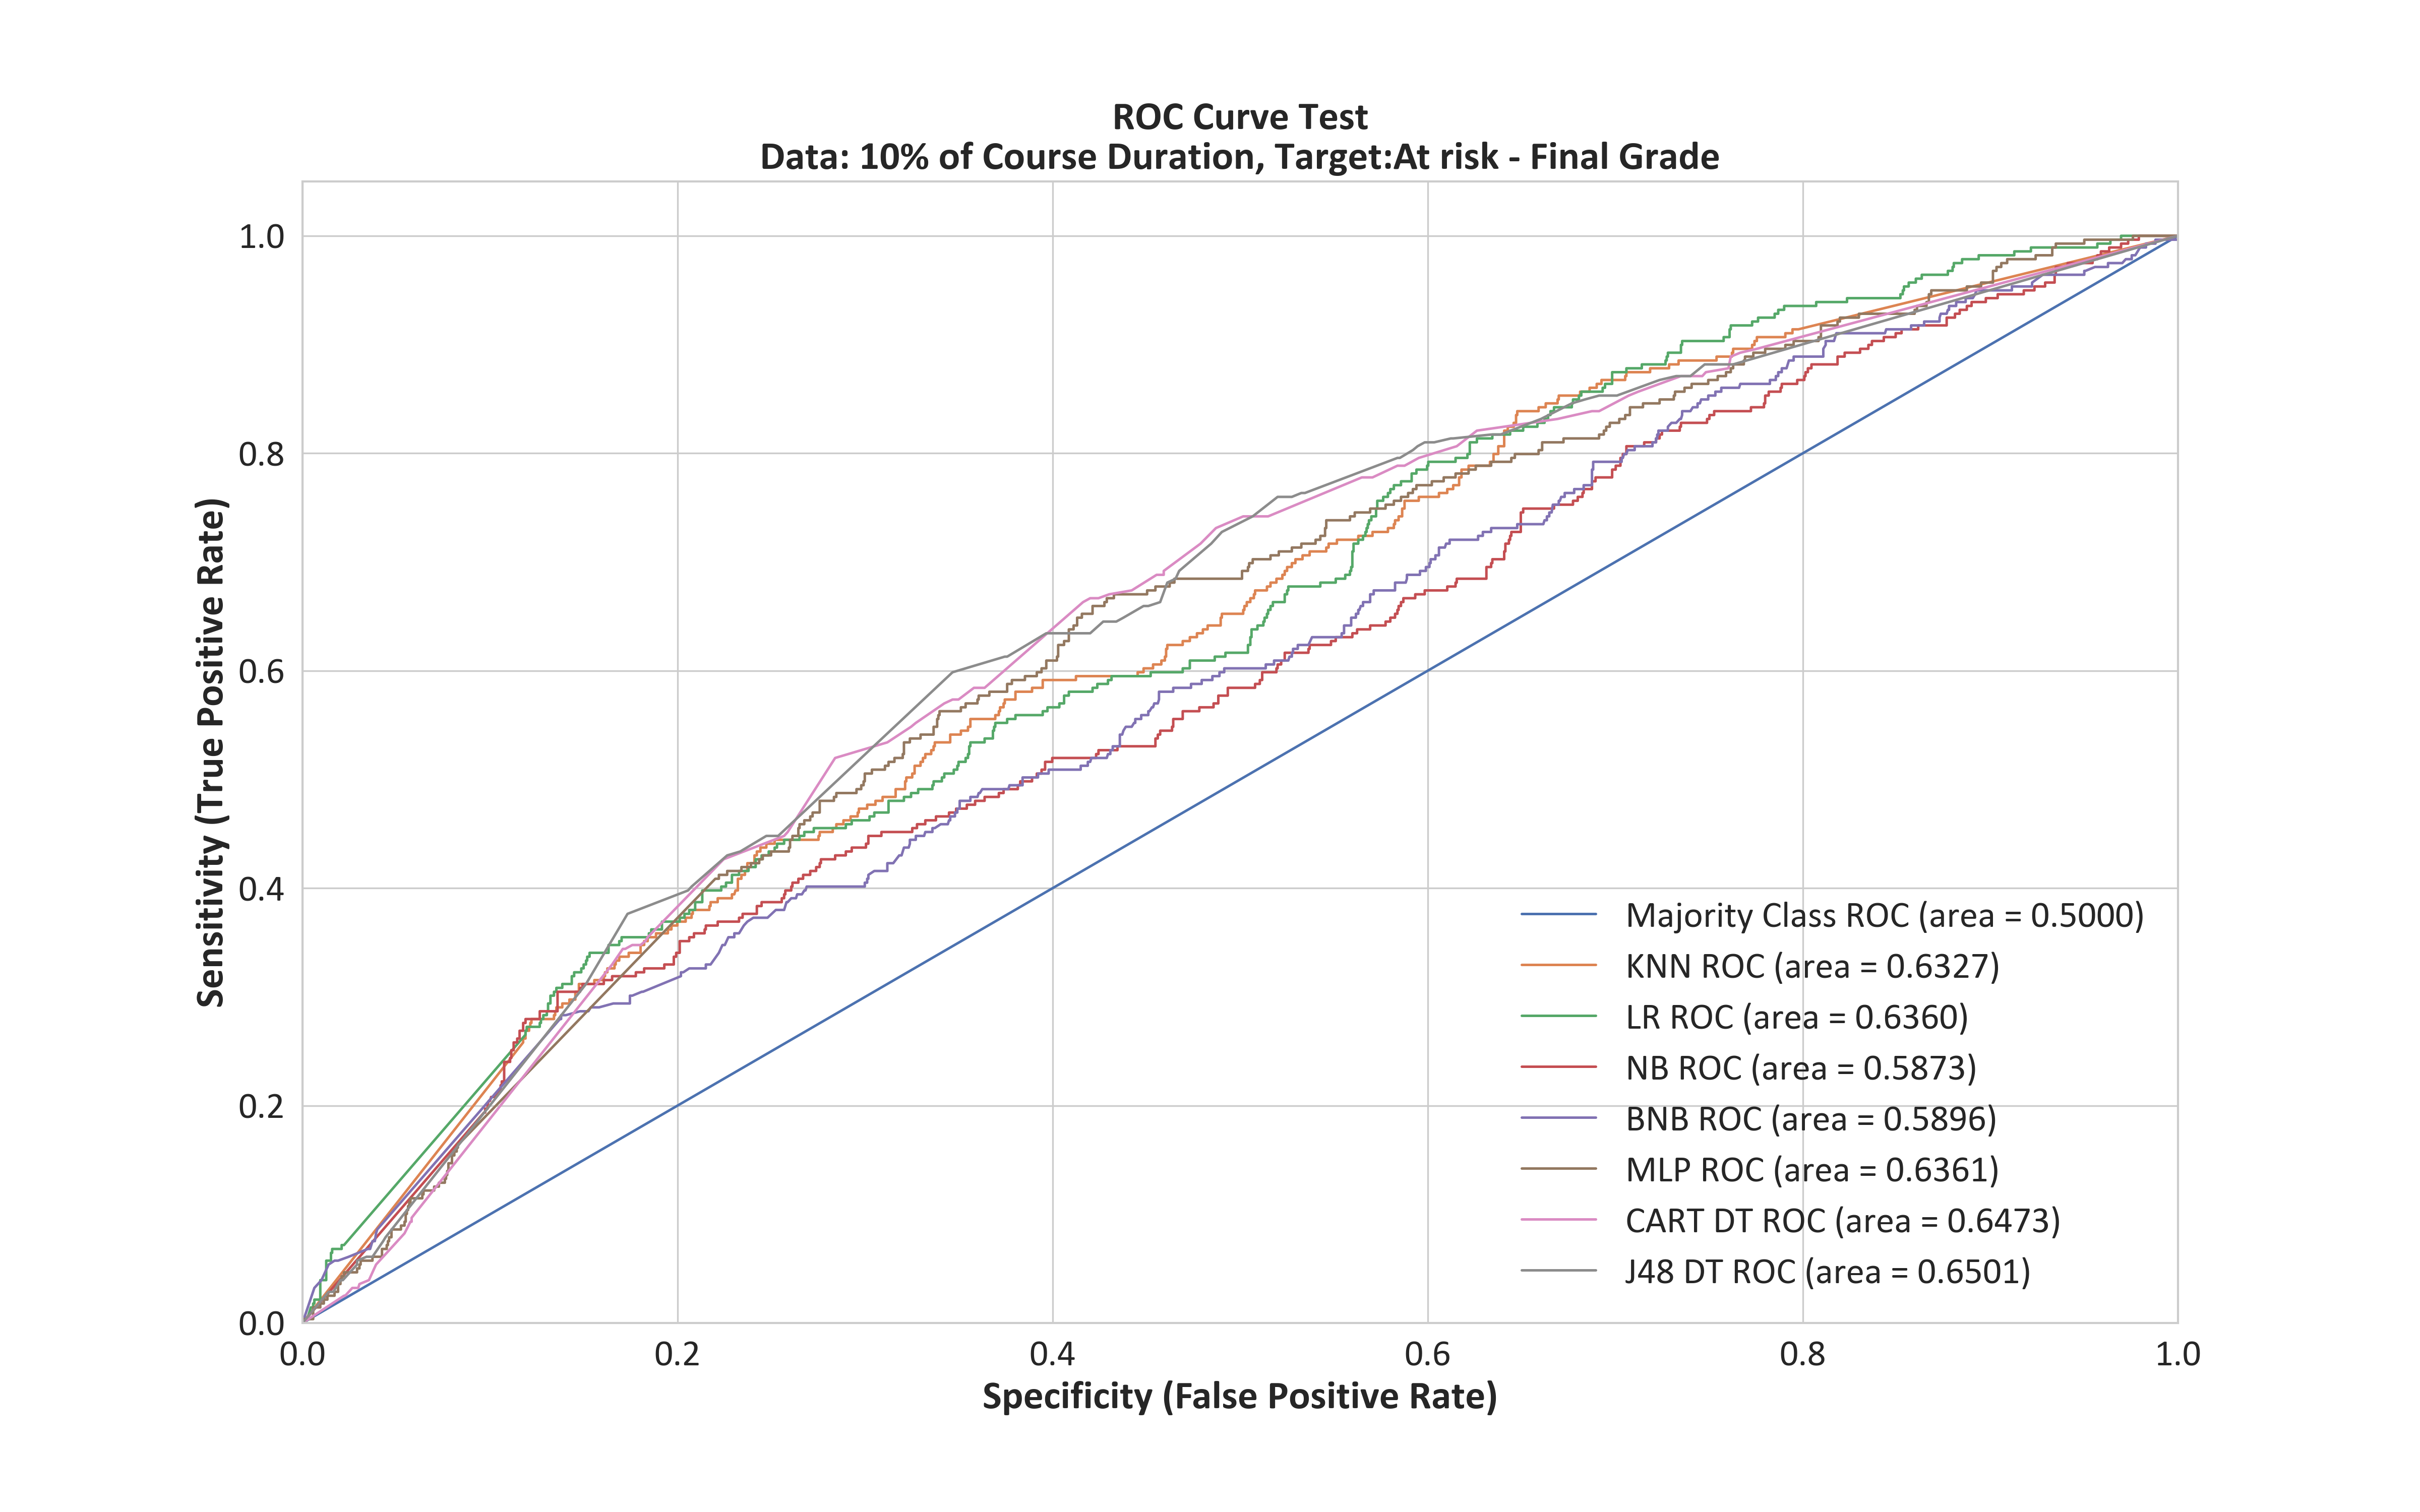 ROC Curve Test
Data: 10% of Course Duration, Target:At risk - Final Grade
Sensitivity (True Positive Rate)
1.0
0.8
0.6
0.4
0.2
0.0
Majority Class ROC (area = 0.5000)
KNN ROC (area = 0.6327)
LR ROC (area = 0.6360)
NB ROC (area = 0.5873)
BNB ROC (area = 0.5896)
MLP ROC (area = 0.6361)
CART DT ROC (area = 0.6473)
J48 DT ROC (area = 0.6501)
0.0 0.2 0.4 0.6 0.8 1.0
Specificity (False Positive Rate)